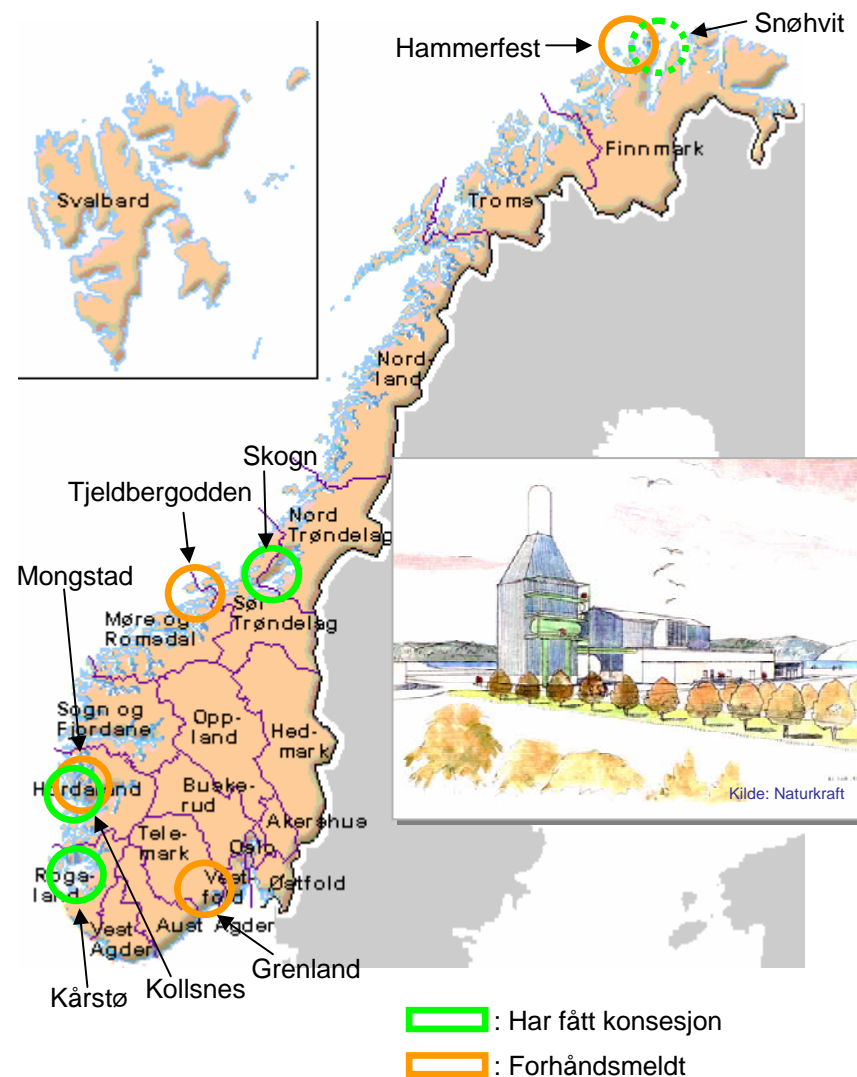 Snøhvit
Hammerfest
Finnmark
Svalbard
Troms
Nord-
land
Skogn
Tjeldbergodden
Nord
Trøndelag
Mongstad
Sør
Trøndelag
Møre og
Romsdal
Sogn og
Fjordane
Opp-
land
Hed-
mark
Hordaland
Buske-
rud
Akershus
Oslo
Tele-
mark
Roga-
land
Vest-
fold
Østfold
Vest
Agder
Aust Agder
Grenland
Kollsnes
Kårstø
Kilde: Naturkraft
: Har fått konsesjon
: Forhåndsmeldt